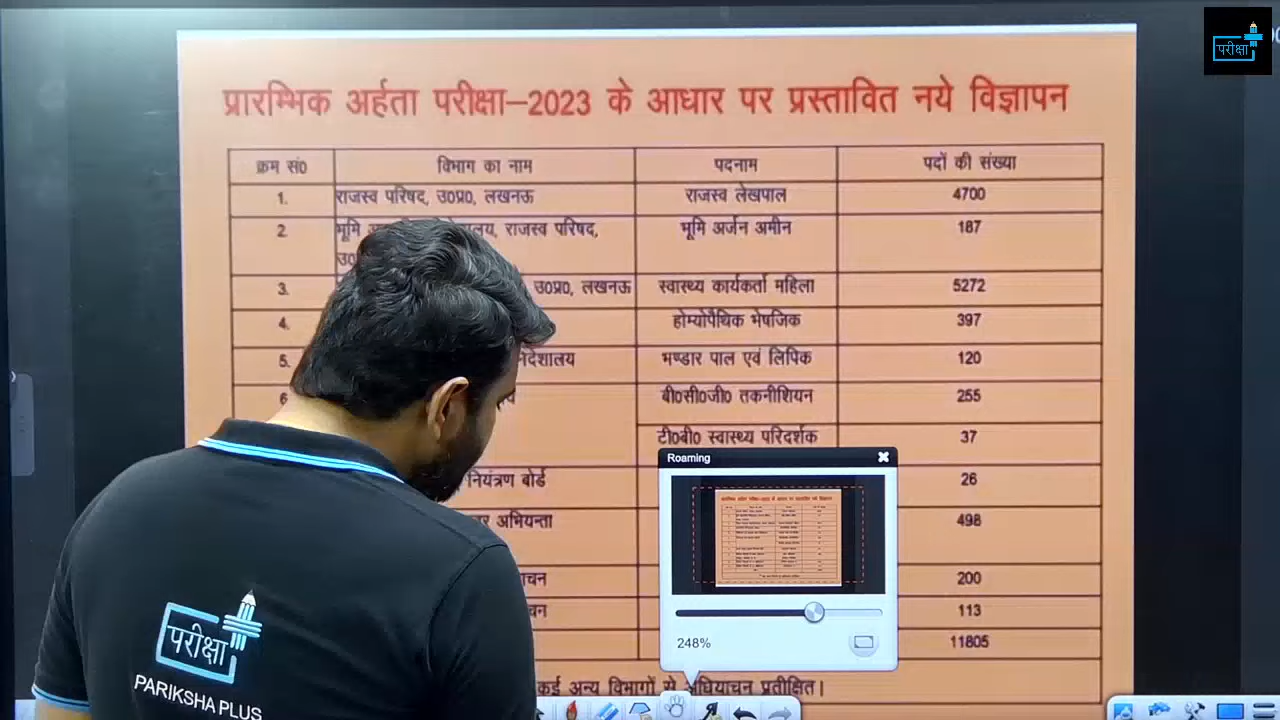 परीक्षा
प्रारम्भिक अर्हता परीक्षा–2023 के आधार पर प्रस्तावित नये विज्ञापन
क्रम सं0 विभाग का नाम पदनाम पदों की संख्या
1. राजस्व परिषद, उ0प्र0, लखनऊ राजस्व लेखपाल 4700
2. भूमि राजस्व परिषद, भूमि अर्जन अमीन 187
3. उ0प्र0, लखनऊ स्वास्थ्य कार्यकर्ता महिला 5272
4. होम्योपैथिक भेषजिक 397
5. भण्डार पाल एवं लिपिक 120
6 बी0सी0जी0 तकनीशियन 255
टी0बी0 स्वास्थ्य परिदर्शक 37
नियंत्रण बोर्ड 26
अभियन्ता 498
200
113
11805
कई अन्य विभागों से अधियाचन प्रतीक्षित।
Roaming
248%
परीक्षा
PARIKSHA PLUS